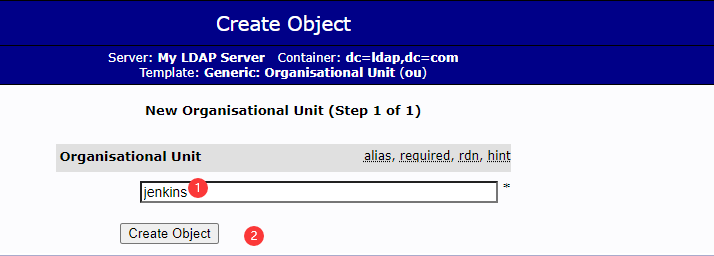 Create Object
Server: My LDAP Server Container: dc=ldap,dc=com
Template: Generic: Organisational Unit (ou)
New Organisational Unit (Step 1 of 1)
Organisational Unit alias, required, rdn, hint
jenkins 1 *
Create Object 2